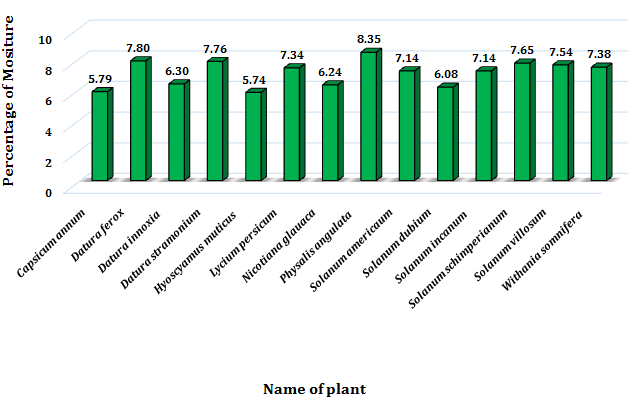 Percentage of Mositure
10
8
6
4
2
0
5.79
7.80
6.30
7.76
5.74
7.34
6.24
8.35
7.14
6.08
7.14
7.65
7.54
7.38
Capsicum annum
Datura ferox
Datura innoxia
Datura stramonium
Hyoscyamus muticus
Lycium persicum
Nicotiana glauaca
Physalis angulata
Solanum americaum
Solanum dubium
Solanum incanum
Solanum schimperianum
Solanum villosum
Withania somnifera
Name of plant